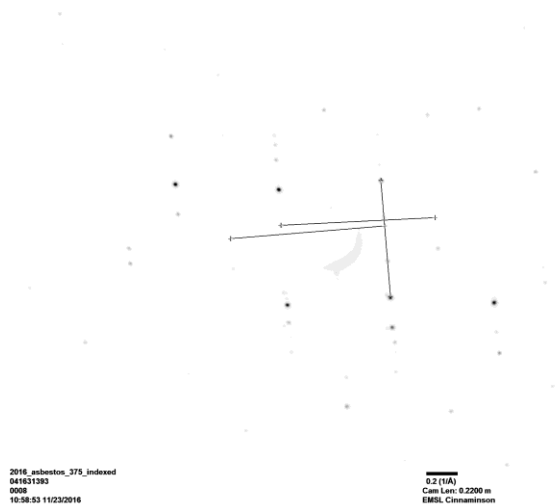 2016_asbestos_375_indexed
041631393
0008
10:58:53 11/23/2016
0.2 (1/Å)
Cam Len: 0.2200 m
EMSL Cinnaminson